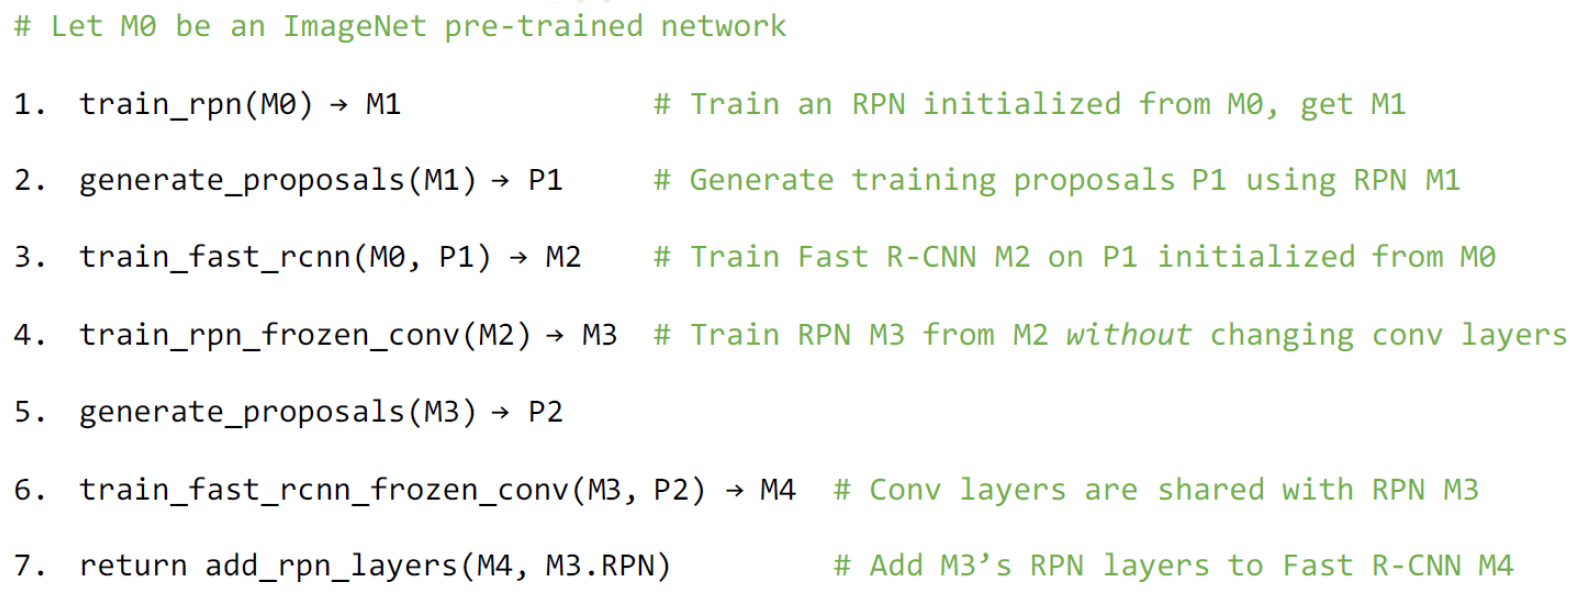 # Let M0 be an ImageNet pre-trained network
1. train_rpn(M0) → M1 # Train an RPN initialized from M0, get M1
2. generate_proposals(M1) → P1 # Generate training proposals P1 using RPN M1
3. train_fast_rcnn(M0, P1) → M2 # Train Fast R-CNN M2 on P1 initialized from M0
4. train_rpn_frozen_conv(M2) → M3 # Train RPN M3 from M2 without changing conv layers
5. generate_proposals(M3) → P2
6. train_fast_rcnn_frozen_conv(M3, P2) → M4 # Conv layers are shared with RPN M3
7. return add_rpn_layers(M4, M3.RPN) # Add M3’s RPN layers to Fast R-CNN M4